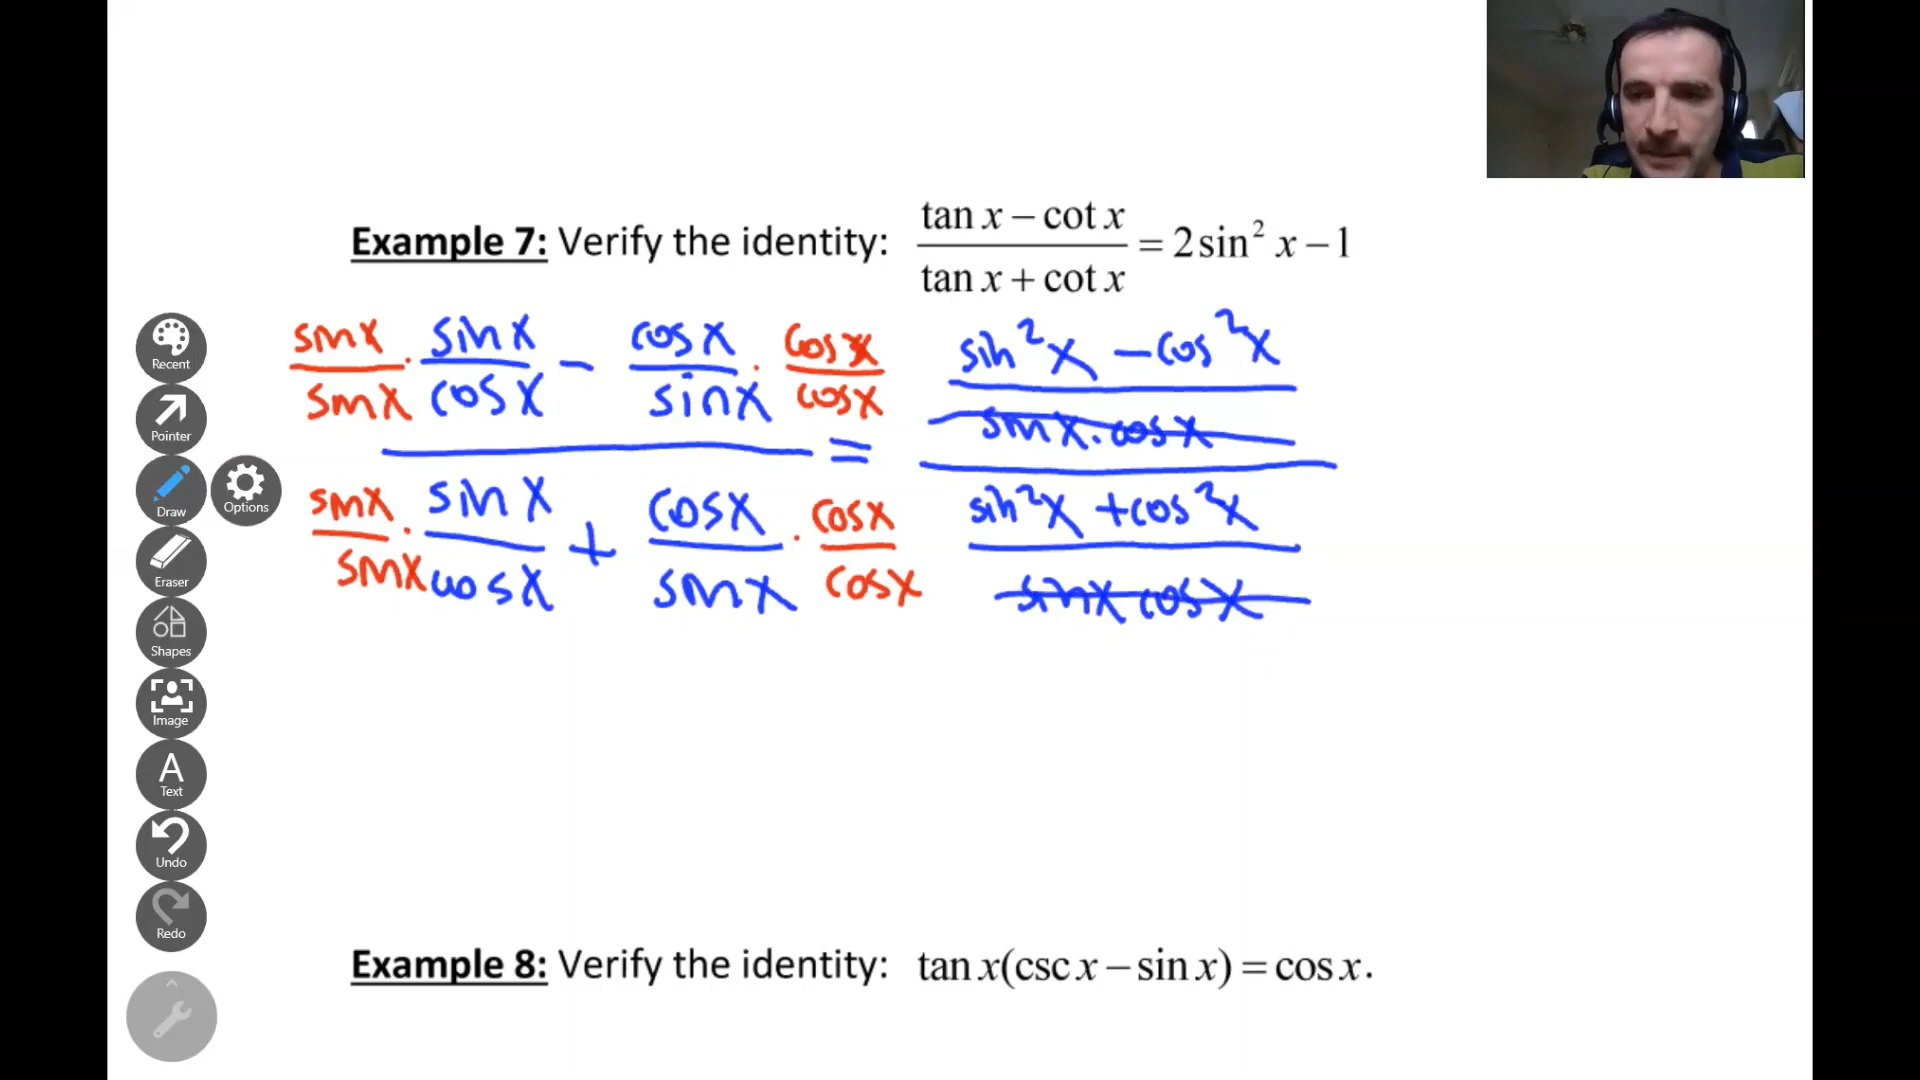 Example 7: Verify the identity: tan x − cot x / tan x + cot x = 2 sin² x − 1
sinx/sinx · sinx/cosx − cosx/sinx · cosx/cosx = sin²x − cos²x / sinx · cosx
sinx/sinx · sinx/cosx + cosx/sinx · cosx/cosx sin²x + cos²x / sinx cosx
Recent
Pointer
Draw
Options
Eraser
Shapes
Image
A
Text
Undo
Redo
Example 8: Verify the identity: tan x(csc x − sin x) = cos x.